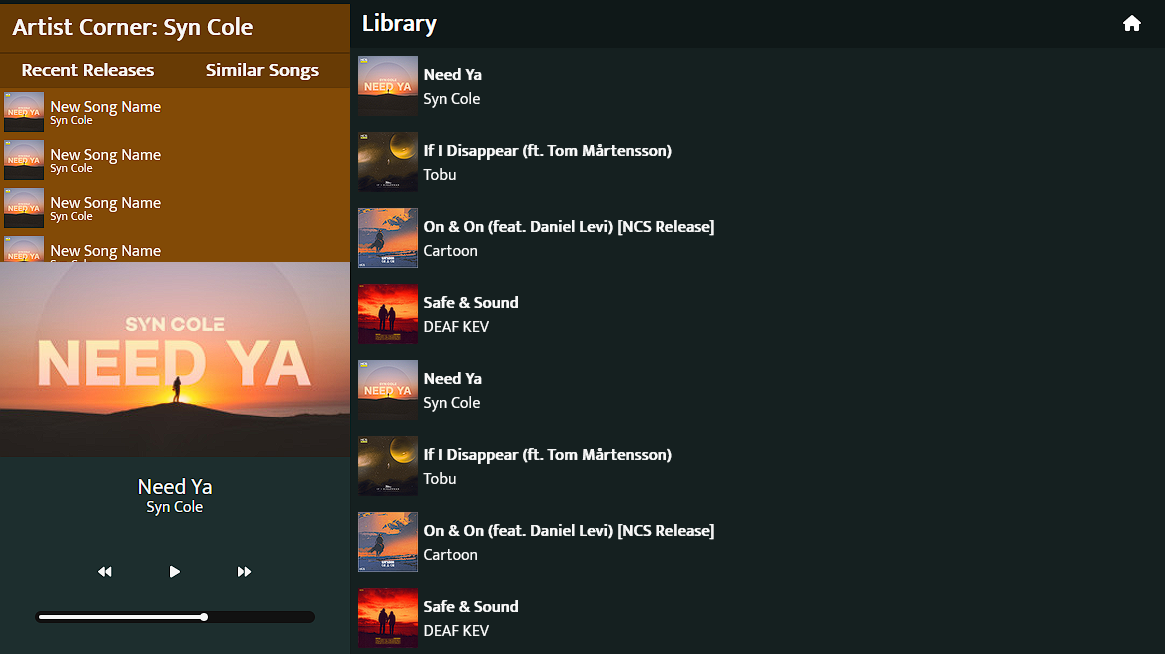 Artist Corner: Syn Cole
Recent Releases
Similar Songs
New Song Name
Syn Cole
New Song Name
Syn Cole
New Song Name
Syn Cole
New Song Name
SYN COLE
NEED YA
Need Ya
Syn Cole
Library
NEED YA
Need Ya
Syn Cole
If I Disappear (ft. Tom Mårtensson)
Tobu
On & On (feat. Daniel Levi) [NCS Release]
Cartoon
Safe & Sound
DEAF KEV
NEED YA
Need Ya
Syn Cole
If I Disappear (ft. Tom Mårtensson)
Tobu
On & On (feat. Daniel Levi) [NCS Release]
Cartoon
Safe & Sound
DEAF KEV